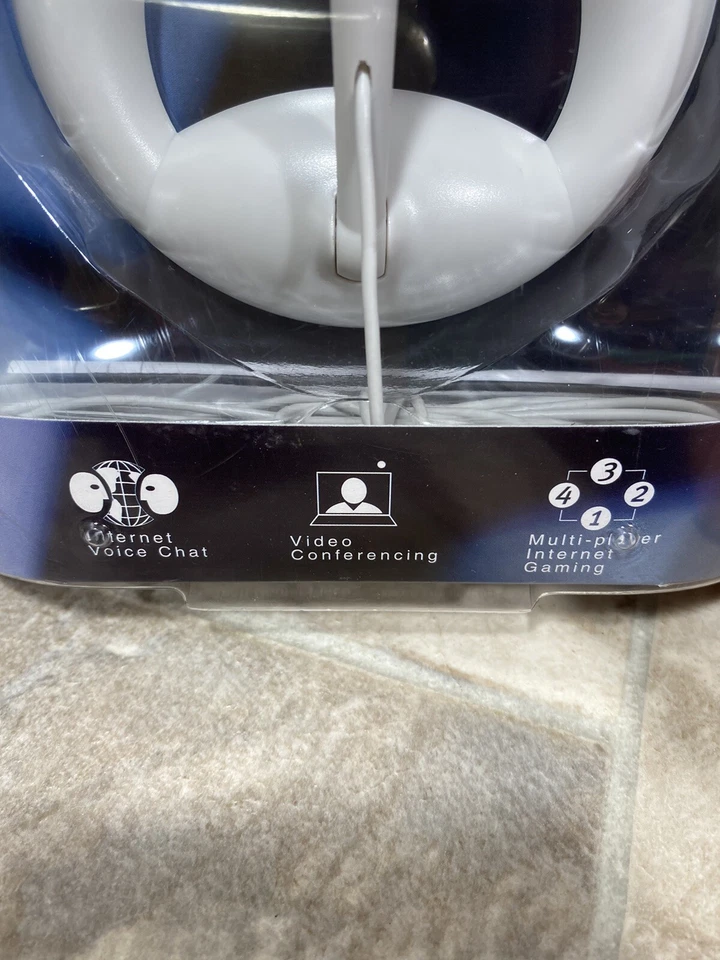 Internet
Voice Chat
Video
Conferencing
3
4 2
1
Multi-player
Internet
Gaming